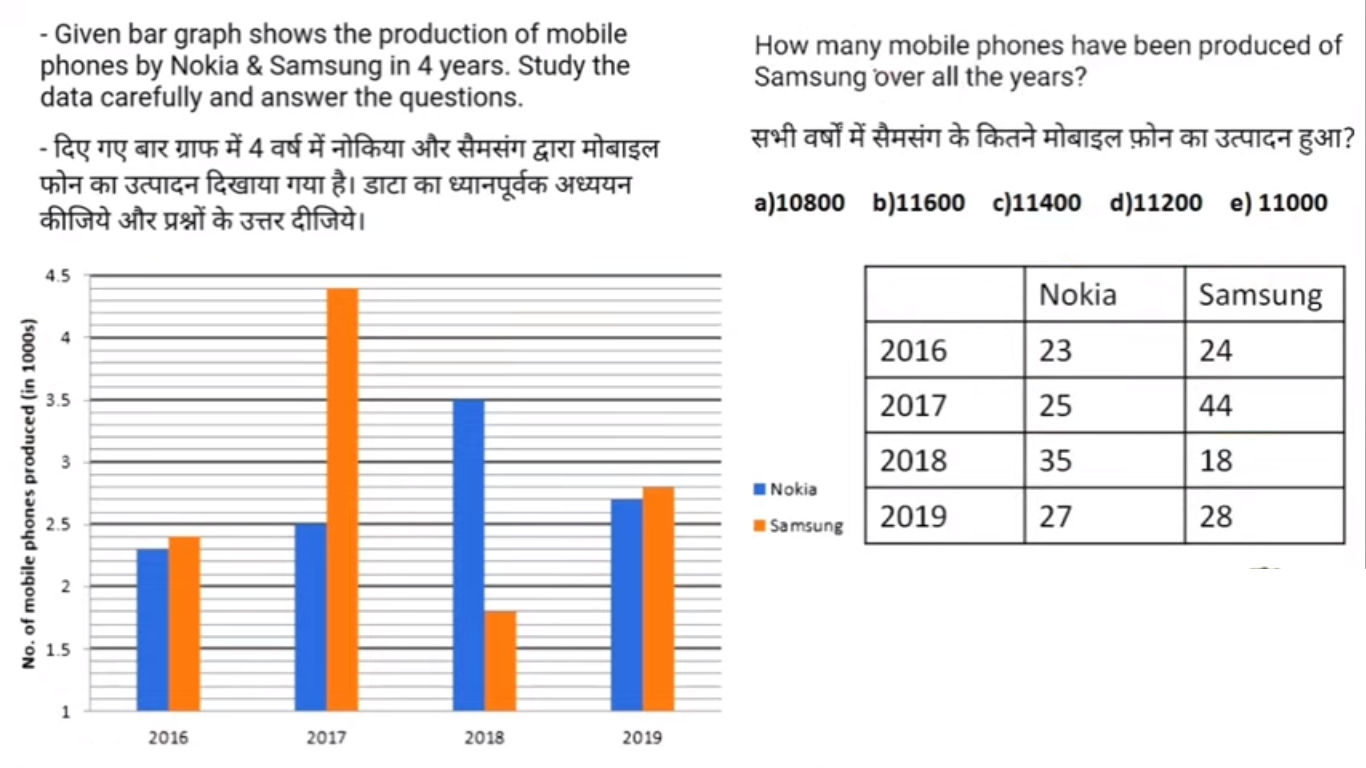 - Given bar graph shows the production of mobile
phones by Nokia & Samsung in 4 years. Study the
data carefully and answer the questions.
- दिए गए बार ग्राफ में 4 वर्ष में नोकिया और सैमसंग द्वारा मोबाइल
फोन का उत्पादन दिखाया गया है। डाटा का ध्यानपूर्वक अध्ययन
कीजिये और प्रश्नों के उत्तर दीजिये।
No. of mobile phones produced (in 1000s)
4.5
4
3.5
3
2.5
2
1.5
1
2016 2017 2018 2019
Nokia
Samsung
How many mobile phones have been produced of
Samsung over all the years?
सभी वर्षों में सैमसंग के कितने मोबाइल फ़ोन का उत्पादन हुआ?
a)10800 b)11600 c)11400 d)11200 e) 11000
Nokia Samsung
2016 23 24
2017 25 44
2018 35 18
2019 27 28